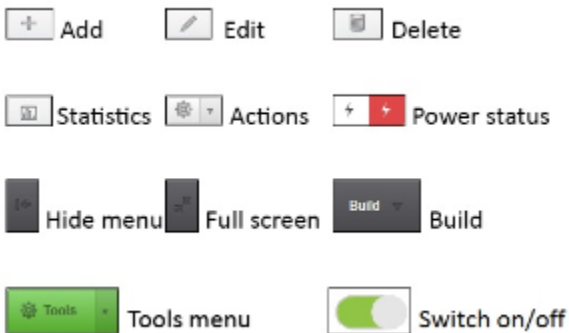 Add Edit Delete
Statistics Actions Power status
Hide menu Full screen Build Build
Tools Tools menu Switch on/off